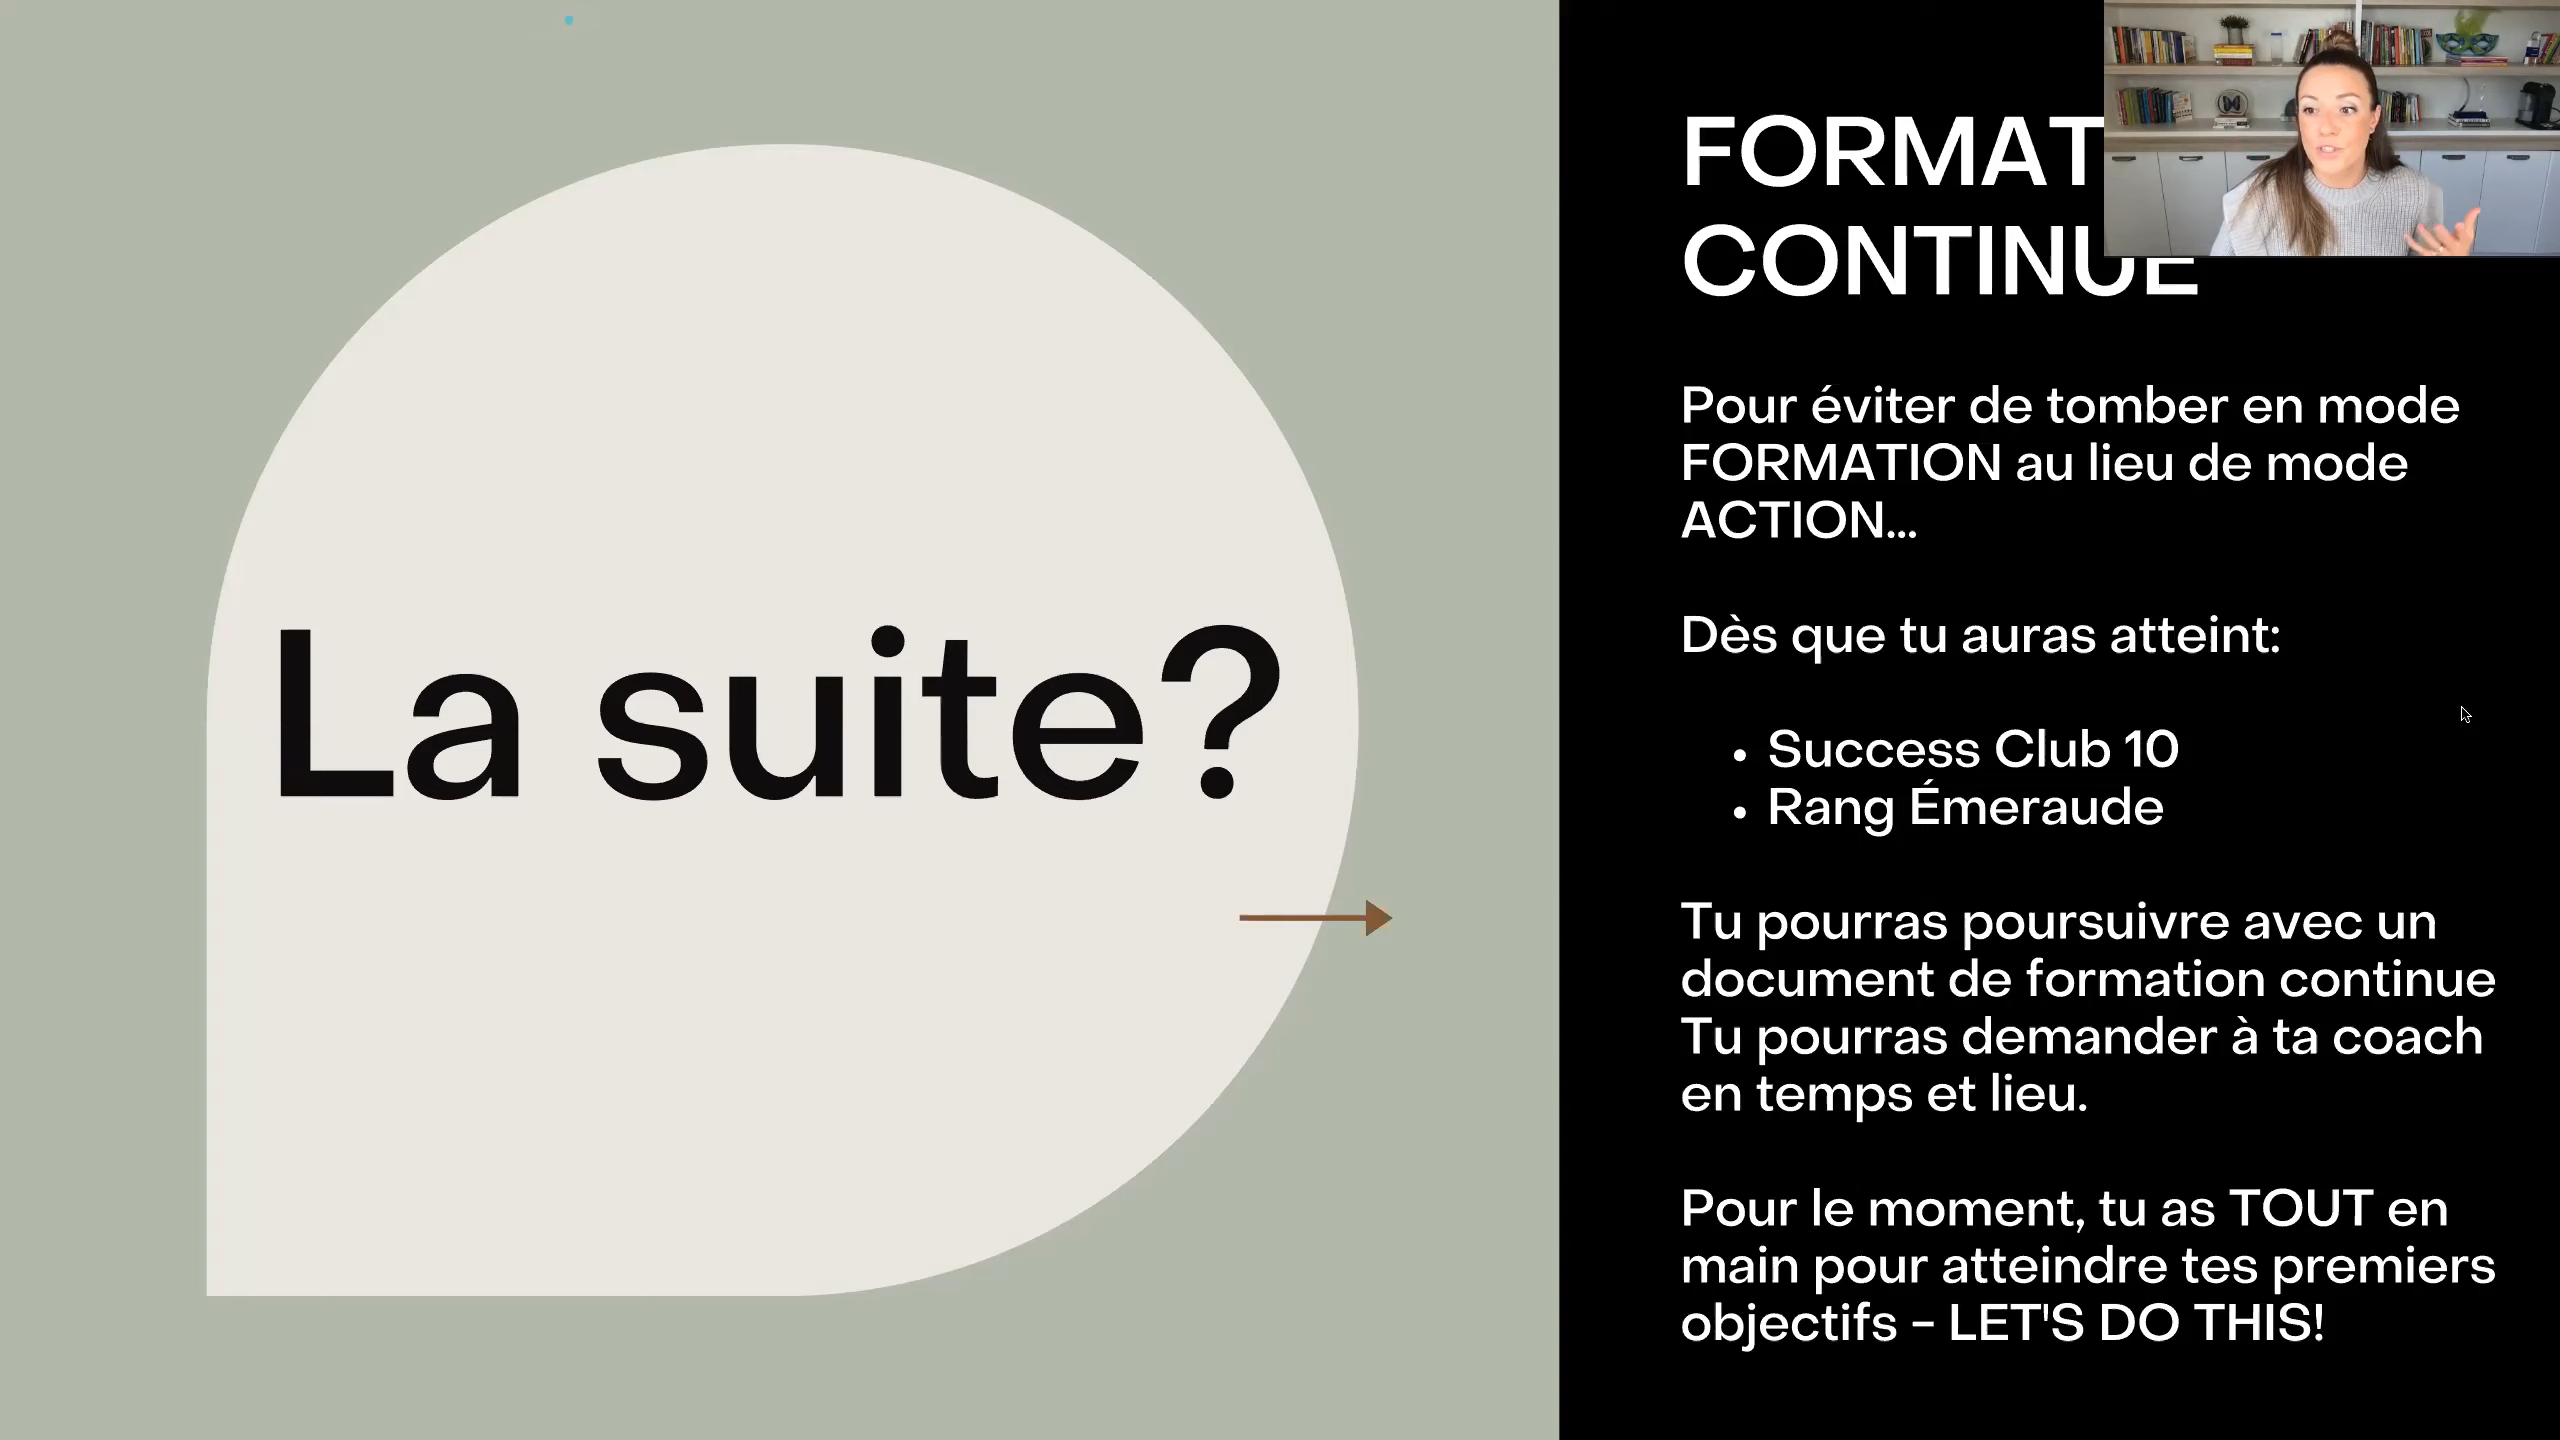 La suite?
CONTINUE
Pour éviter de tomber en mode
FORMATION au lieu de mode
ACTION...
Dès que tu auras atteint:
• Success Club 10
• Rang Émeraude
Tu pourras poursuivre avec un
document de formation continue
Tu pourras demander à ta coach
en temps et lieu.
Pour le moment, tu as TOUT en
main pour atteindre tes premiers
objectifs - LET'S DO THIS!